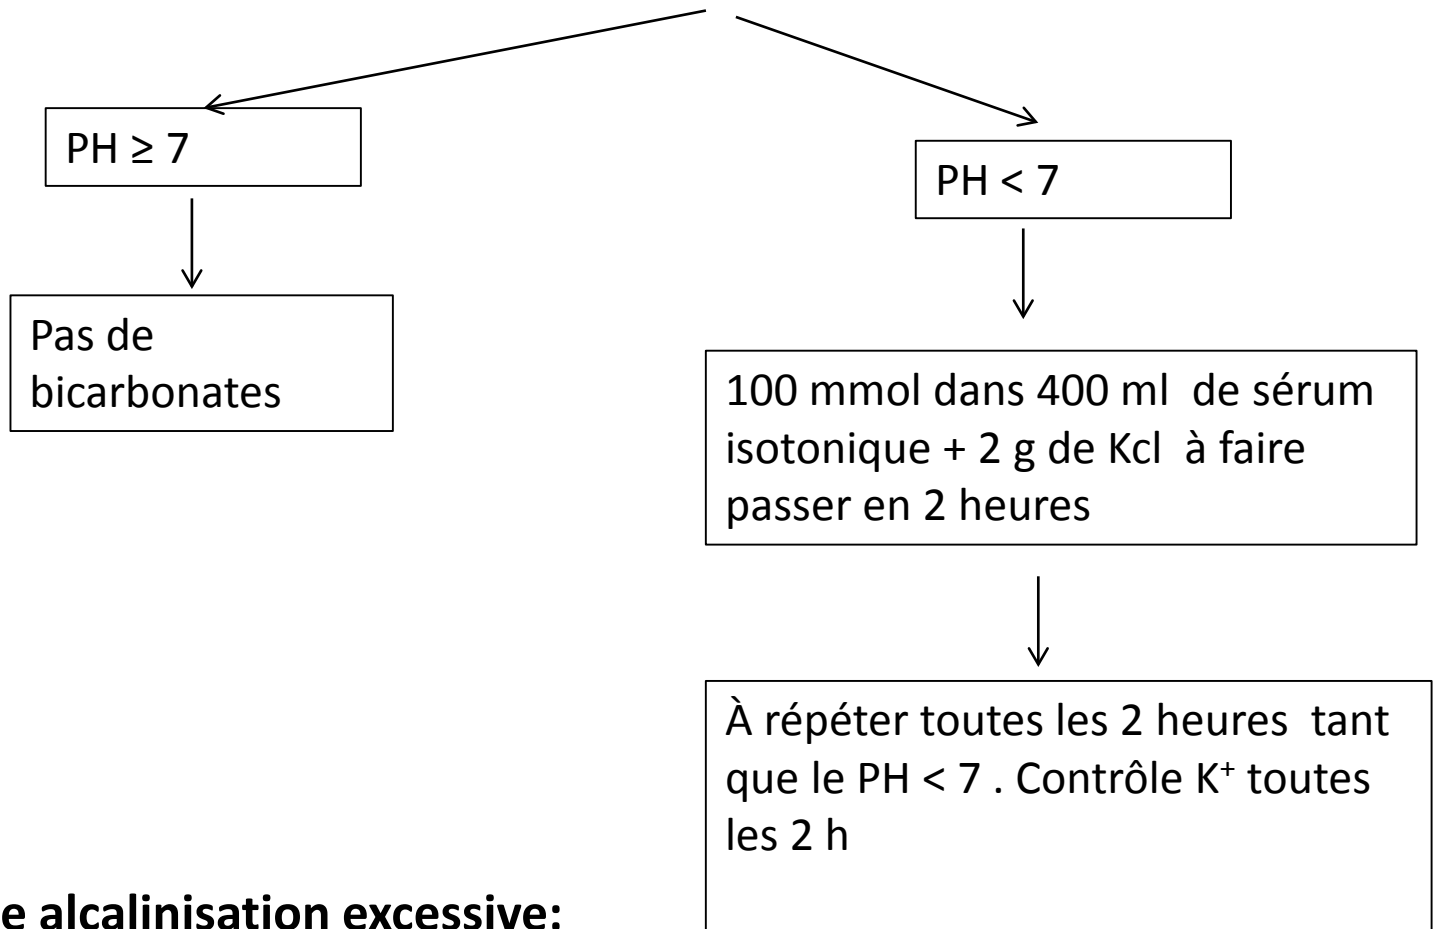 PH ≥ 7
PH < 7
Pas de
bicarbonates
100 mmol dans 400 ml de sérum
isotonique + 2 g de Kcl à faire
passer en 2 heures
À répéter toutes les 2 heures tant
que le PH < 7 . Contrôle K⁺ toutes
les 2 h
e alcalinisation excessive: